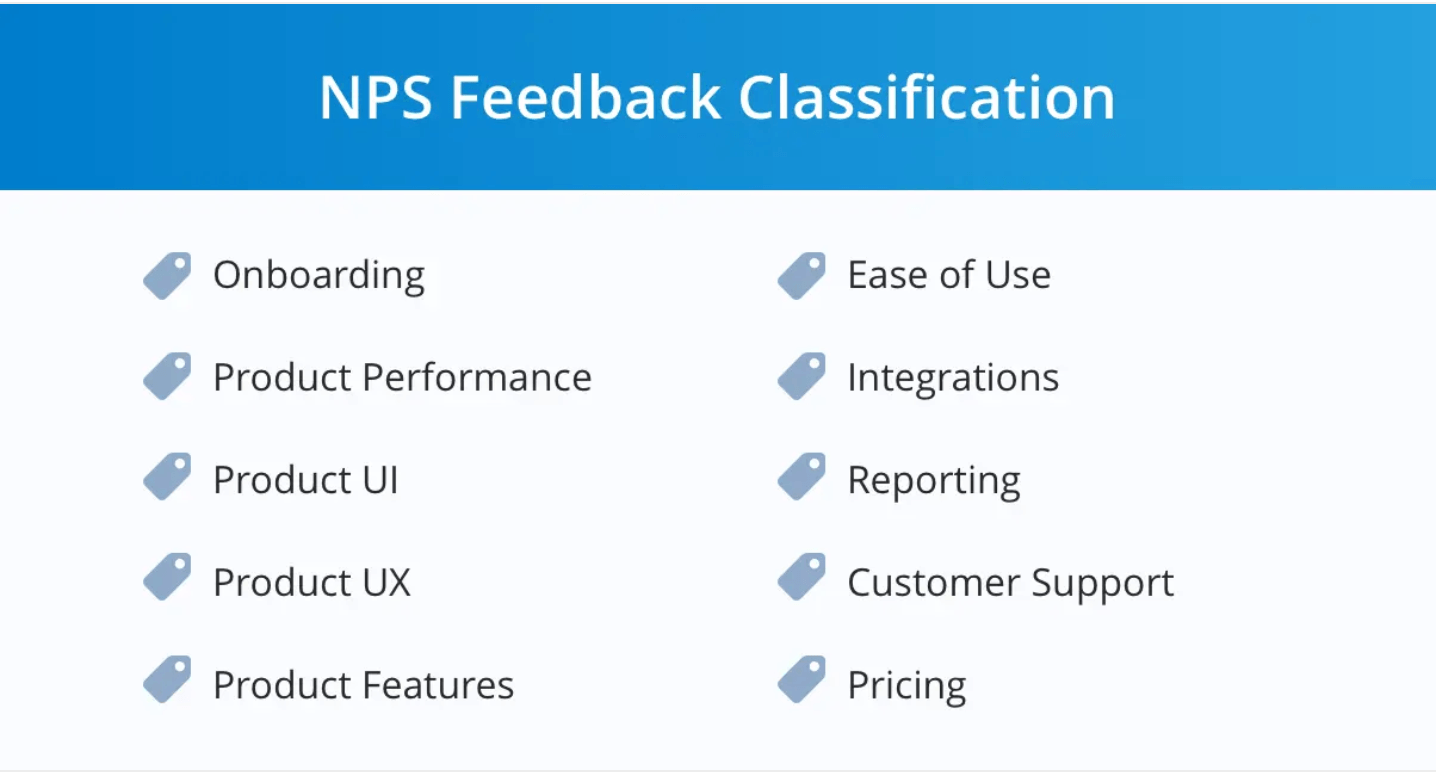 NPS Feedback Classification
Onboarding
Product Performance
Product UI
Product UX
Product Features
Ease of Use
Integrations
Reporting
Customer Support
Pricing